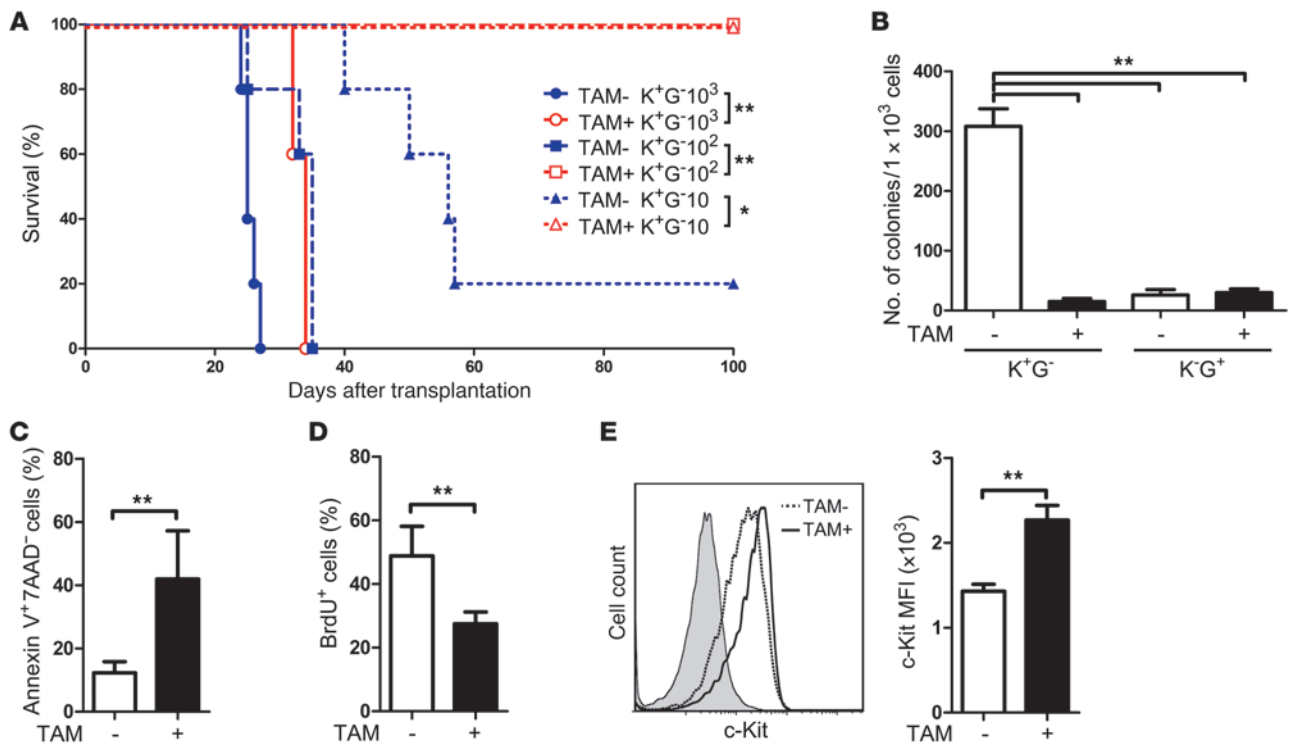 A
Survival (%)
100
80
60
40
20
0
0 20 40 60 80 100
Days after transplantation
TAM- K⁺G⁻10³
TAM+ K⁺G⁻10³
**
TAM- K⁺G⁻10²
TAM+ K⁺G⁻10²
**
TAM- K⁺G⁻10
TAM+ K⁺G⁻10
*
B
No. of colonies/1 x 10³ cells
400
300
200
100
0
**
TAM - + - +
K⁺G⁻ K⁻G⁺
C
Annexin V⁺7AAD⁻ cells (%)
80
60
40
20
0
**
TAM - +
D
BrdU⁺ cells (%)
80
60
40
20
0
**
TAM - +
E
Cell count
TAM-
TAM+
c-Kit
c-Kit MFI (x10³)
3
2
1
0
**
TAM - +